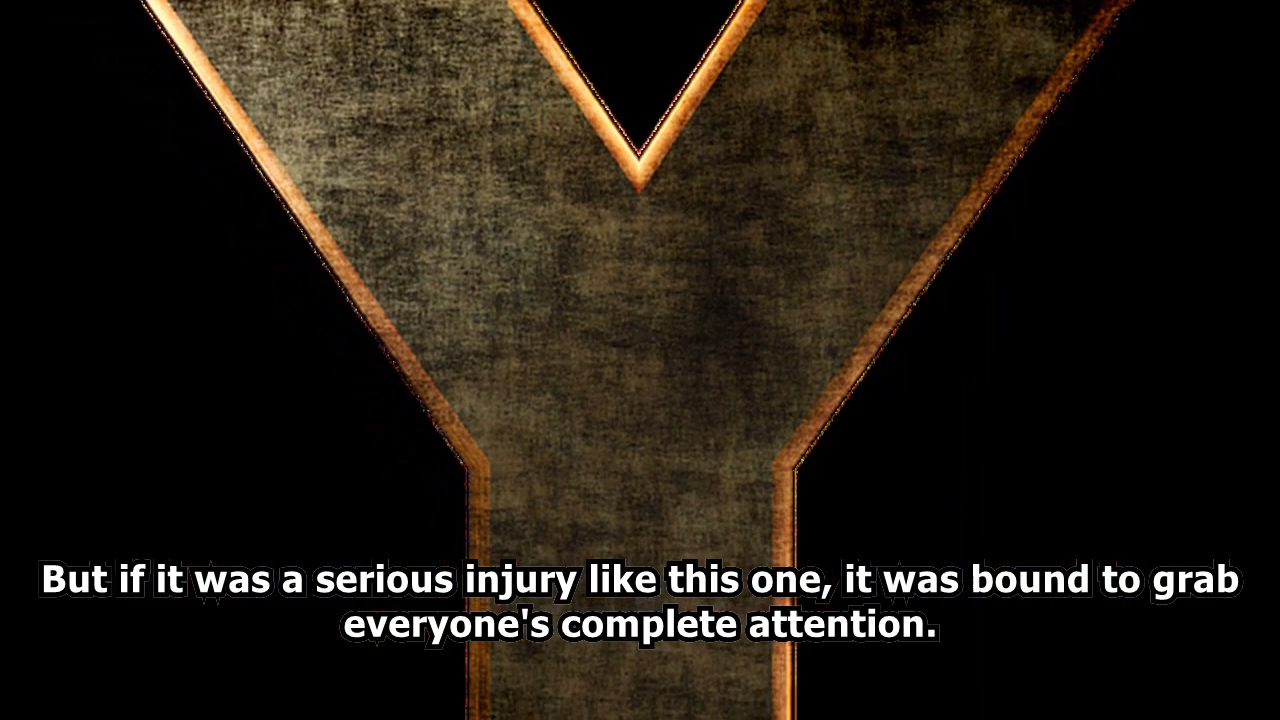 Y
But if it was a serious injury like this one, it was bound to grab
everyone's complete attention.